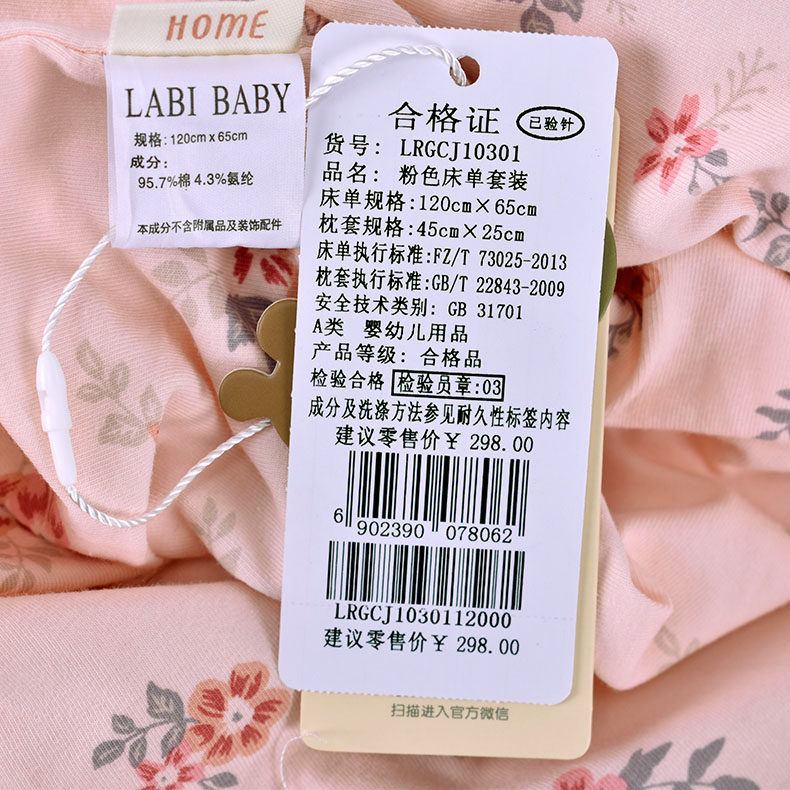 HOME
LABI BABY
规格: 120cm x 65cm
成分:
95.7%棉 4.3%氨纶
本成分不含附属品及装饰配件
合格证 已验针
货号: LRGCJ10301
品名: 粉色床单套装
床单规格:120cm×65cm
枕套规格:45cm×25cm
床单执行标准:FZ/T 73025-2013
枕套执行标准:GB/T 22843-2009
安全技术类别: GB 31701
A类 婴幼儿用品
产品等级: 合格品
检验合格 检验员章:03
成分及洗涤方法参见耐久性标签内容
建议零售价￥ 298.00
6 902390 078062
LRGCJ1030112000
建议零售价￥ 298.00
扫描进入官方微信